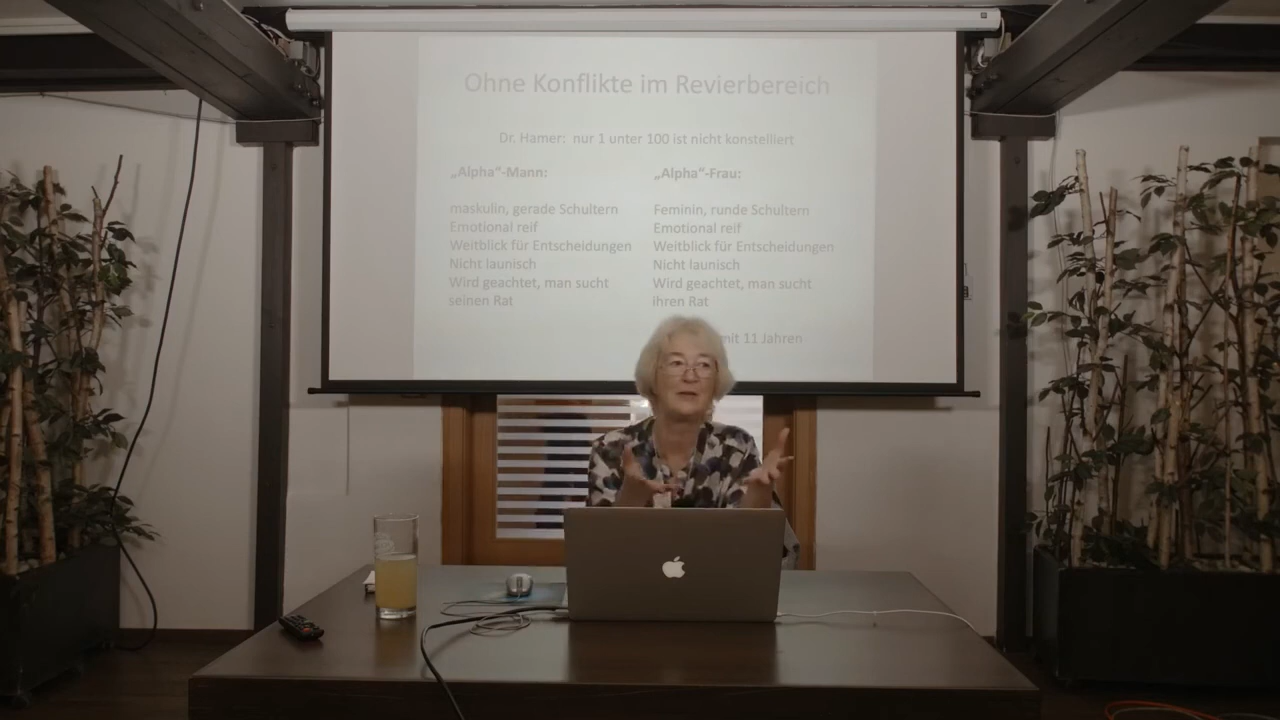 Ohne Konflikte im Revierbereich
Dr. Hamer: nur 1 unter 100 ist nicht konstelliert
„Alpha“-Mann:
maskulin, gerade Schultern
Emotional reif
Weitblick für Entscheidungen
Nicht launisch
Wird geachtet, man sucht
seinen Rat
„Alpha“-Frau:
Feminin, runde Schultern
Emotional reif
Weitblick für Entscheidungen
Nicht launisch
Wird geachtet, man sucht
ihren Rat
mit 11 Jahren